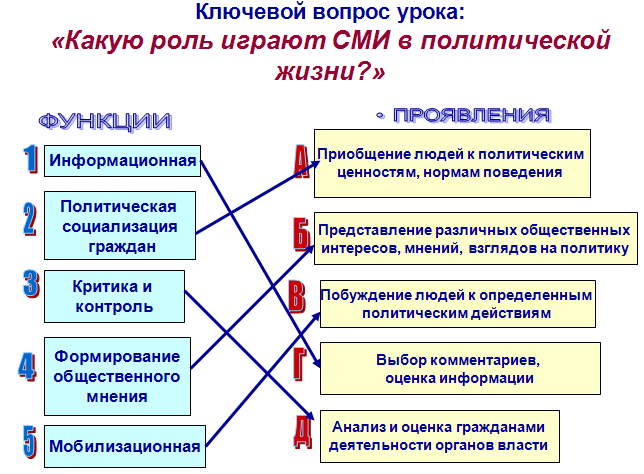 Ключевой вопрос урока:
«Какую роль играют СМИ в политической
жизни?»
ФУНКЦИИ
• ПРОЯВЛЕНИЯ
1 Информационная
2 Политическая
социализация
граждан
3 Критика и
контроль
4 Формирование
общественного
мнения
5 Мобилизационная
А Приобщение людей к политическим
ценностям, нормам поведения
Б Представление различных общественных
интересов, мнений, взглядов на политику
В Побуждение людей к определенным
политическим действиям
Г Выбор комментариев,
оценка информации
Д Анализ и оценка гражданами
деятельности органов власти